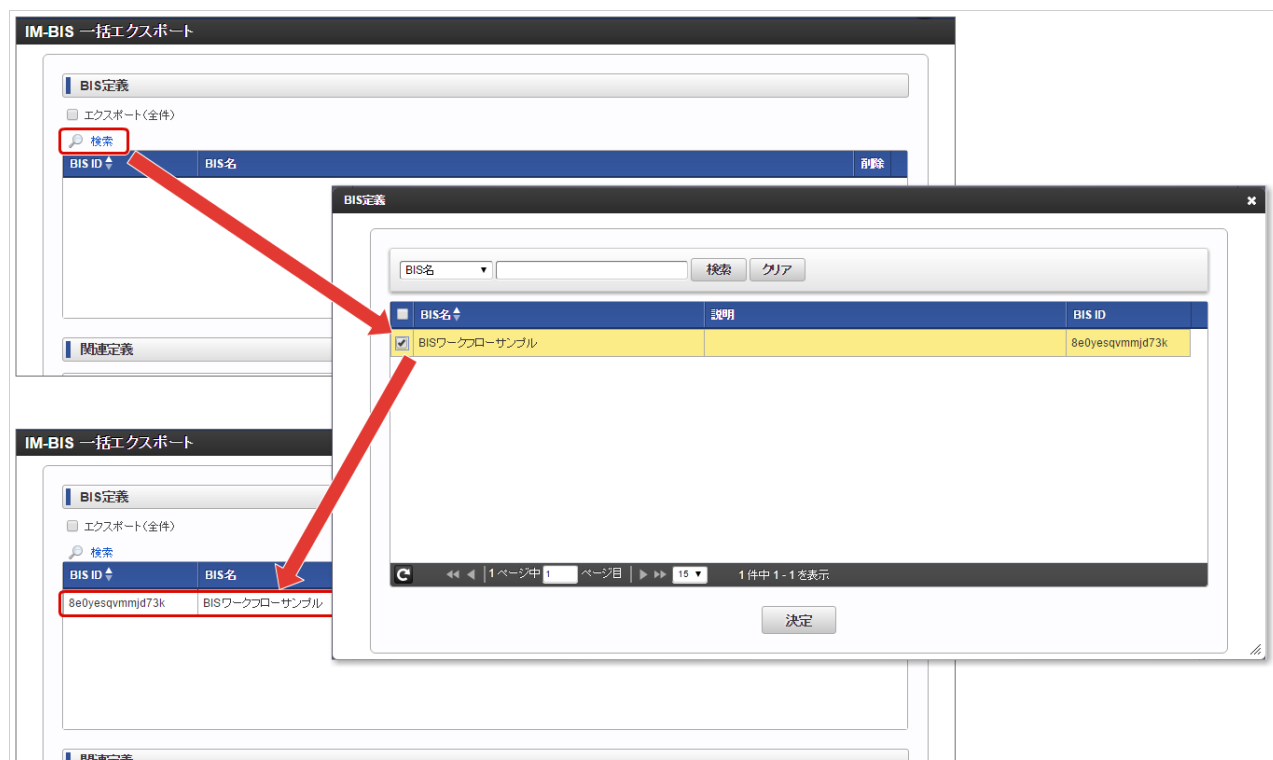 IM-BIS 一括エクスポート
BIS定義
エクスポート(全件)
検索
BIS ID BIS名 削除
関連定義
BIS定義
BIS名 検索 クリア
BIS名 説明 BIS ID
BISワークフローサンプル 8e0yesqvmmjd73k
1 ページ中 1 ページ目 15 1 件中 1 - 1 を表示
決定
IM-BIS 一括エクスポート
BIS定義
エクスポート(全件)
検索
BIS ID BIS名
8e0yesqvmmjd73k BISワークフローサンプル
関連定義